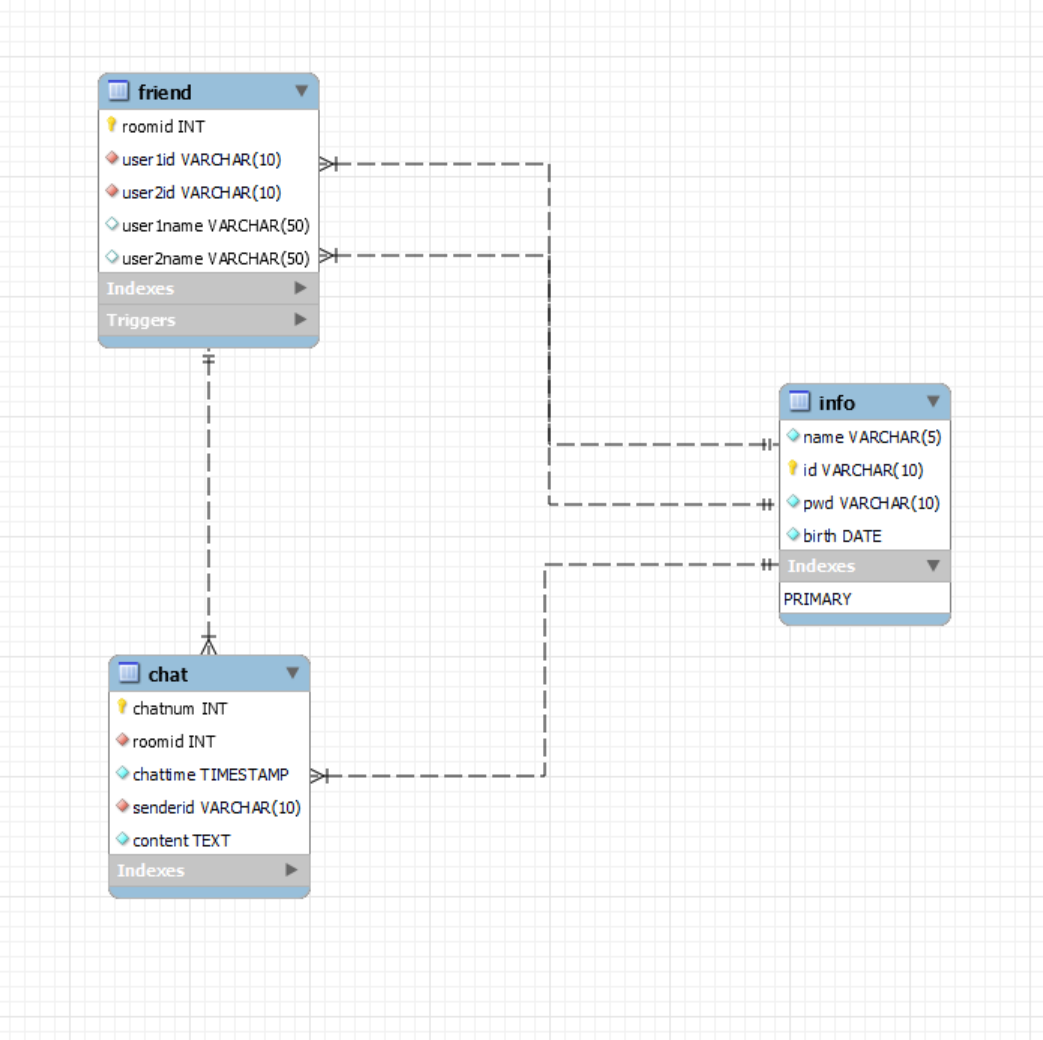 friend
roomid INT
user1id VARCHAR(10)
user2id VARCHAR(10)
user1name VARCHAR(50)
user2name VARCHAR(50)
Indexes
Triggers
info
name VARCHAR(5)
id VARCHAR(10)
pwd VARCHAR(10)
birth DATE
Indexes
PRIMARY
chat
chatnum INT
roomid INT
chattime TIMESTAMP
senderid VARCHAR(10)
content TEXT
Indexes